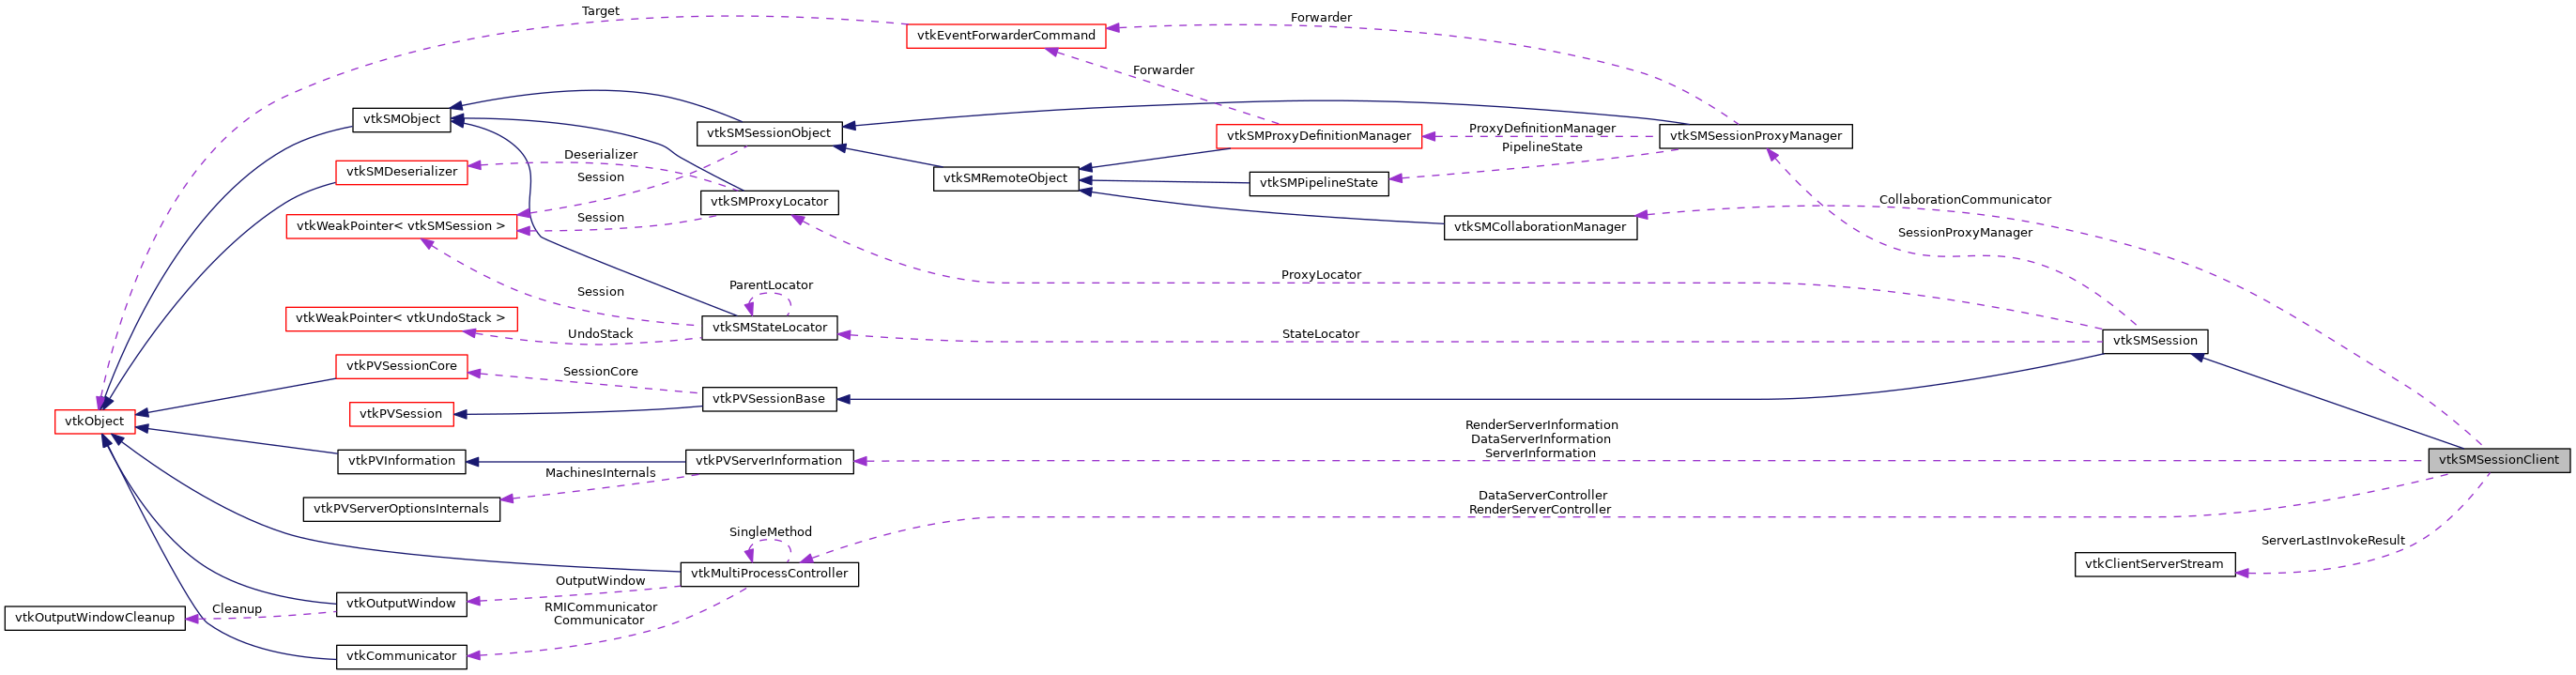 Target
Forwarder
vtkEventForwarderCommand
Forwarder
vtkSMObject
vtkSMSessionObject
vtkSMProxyDefinitionManager
ProxyDefinitionManager
vtkSMSessionProxyManager
PipelineState
Deserializer
vtkSMDeserializer
Session
vtkSMRemoteObject
vtkSMPipelineState
vtkSMProxyLocator
CollaborationCommunicator
Session
vtkWeakPointer< vtkSMSession >
vtkSMCollaborationManager
SessionProxyManager
ProxyLocator
ParentLocator
Session
vtkWeakPointer< vtkUndoStack >
vtkSMStateLocator
UndoStack
StateLocator
vtkSMSession
vtkPVSessionCore
SessionCore
vtkPVSessionBase
vtkPVSession
vtkObject
RenderServerInformation
DataServerInformation
ServerInformation
vtkPVInformation
vtkPVServerInformation
vtkSMSessionClient
MachinesInternals
DataServerController
RenderServerController
vtkPVServerOptionsInternals
SingleMethod
ServerLastInvokeResult
vtkClientServerStream
vtkMultiProcessController
OutputWindow
vtkOutputWindow
Cleanup
vtkOutputWindowCleanup
RMICommunicator
Communicator
vtkCommunicator